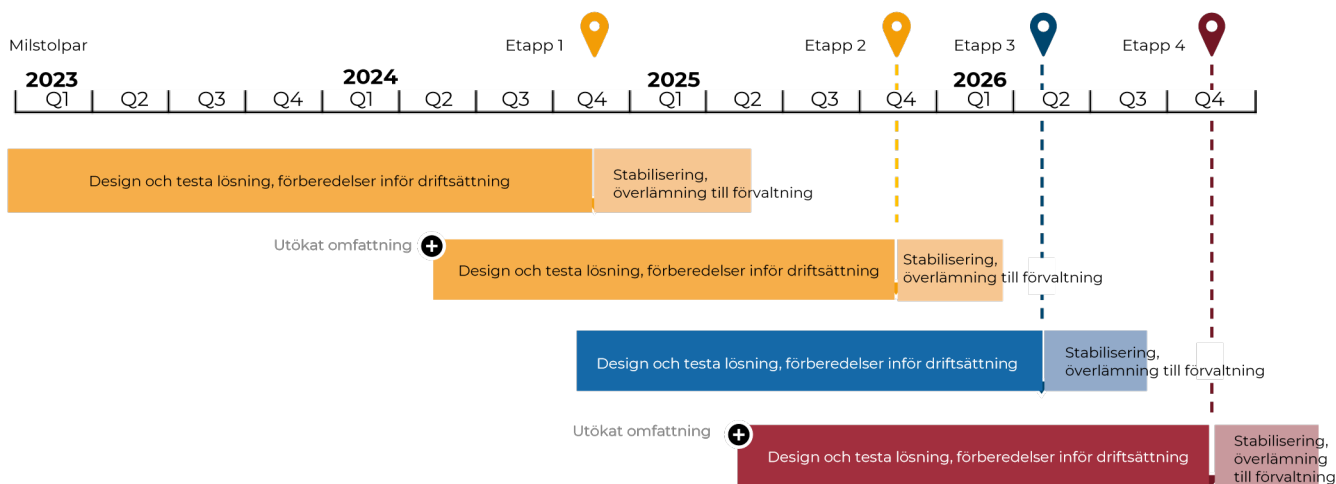 Milstolpar
Etapp 1
Etapp 2
Etapp 3
Etapp 4
2023
2024
2025
2026
Q1 Q2 Q3 Q4 Q1 Q2 Q3 Q4 Q1 Q2 Q3 Q4 Q1 Q2 Q3 Q4
Design och testa lösning, förberedelser inför driftsättning
Stabilisering,
överlämning till förvaltning
Utökat omfattning
Design och testa lösning, förberedelser inför driftsättning
Stabilisering,
överlämning till förvaltning
Design och testa lösning, förberedelser inför driftsättning
Stabilisering,
överlämning till förvaltning
Utökat omfattning
Design och testa lösning, förberedelser inför driftsättning
Stabilisering,
överlämning
till förvaltning